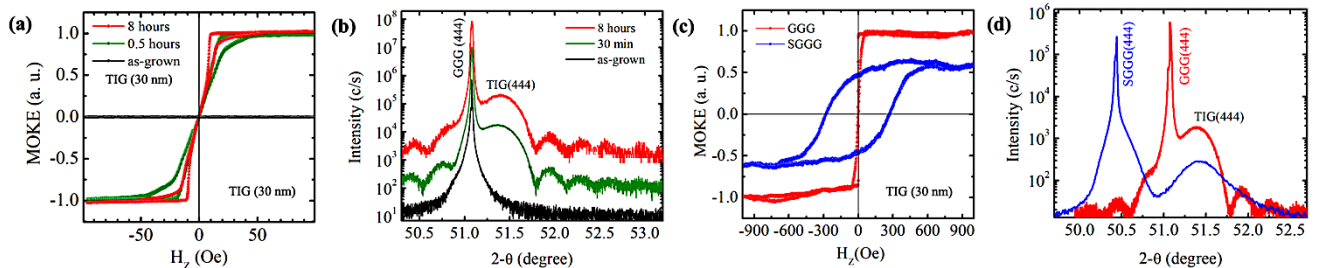 (a)
8 hours
0.5 hours
as-grown
TIG (30 nm)
TIG (30 nm)
MOKE (a. u.)
1.0
0.5
0.0
-0.5
-1.0
-50 0 50
H_Z (Oe)
(b)
GGG (444)
8 hours
30 min
as-grown
TIG(444)
Intensity (c/s)
10^8
10^7
10^6
10^5
10^4
10^3
10^2
10^1
50.5 51.0 51.5 52.0 52.5 53.0
2-θ (degree)
(c)
GGG
SGGG
TIG (30 nm)
MOKE (a. u.)
1.0
0.5
0.0
-0.5
-1.0
-900 -600 -300 0 300 600 900
H_Z(Oe)
(d)
SGGG(444)
GGG(444)
TIG(444)
Intensity (c/s)
10^6
10^5
10^4
10^3
10^2
50.0 50.5 51.0 51.5 52.0 52.5
2-θ (degree)